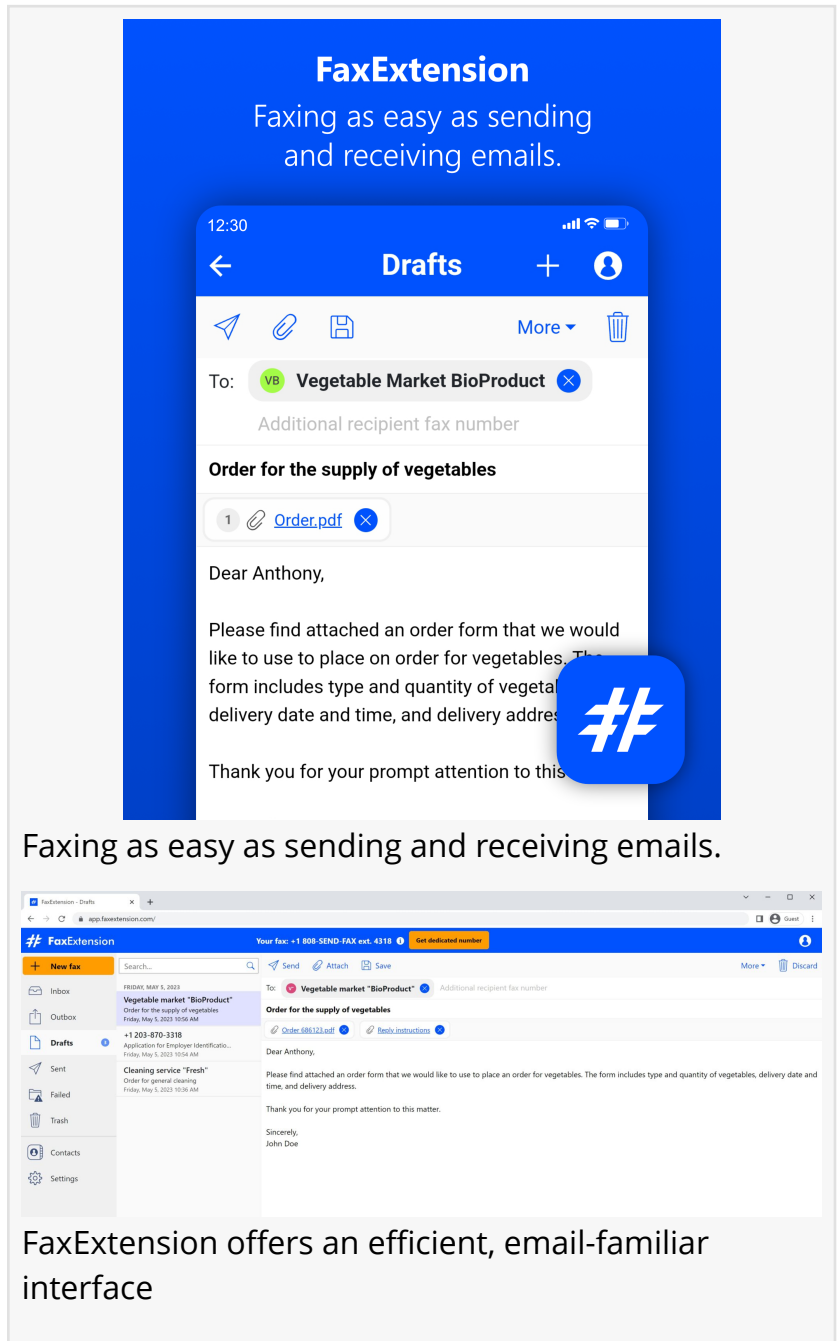 FaxExtension
Faxing as easy as sending
and receiving emails.
12:30
Drafts
More
To: VB Vegetable Market BioProduct
Additional recipient fax number
Order for the supply of vegetables
1 Order.pdf
Dear Anthony,
Please find attached an order form that we would
like to use to place on order for vegetables. The
form includes type and quantity of
delivery date and time, and delivery
Thank you for your prompt attention to this
Faxing as easy as sending and receiving emails.
FaxExtension - Drafts
app.faxextension.com/
Guest
FaxExtension
Your fax: +1 808-SEND-FAX ext. 4318
Get dedicated number
New fax
Inbox
Outbox
Drafts
Sent
Failed
Trash
Contacts
Settings
Search...
FRIDAY, MAY 5, 2023
Vegetable market "BioProduct"
Order for the supply of vegetables
Friday, May 5, 2023 10:56 AM
+1 203-870-3318
Application for Employer Identificatio...
Friday, May 5, 2023 10:54 AM
Cleaning service "Fresh"
Order for general cleaning
Friday, May 5, 2023 10:36 AM
Send Attach Save More Discard
To: Vegetable market "BioProduct" Additional recipient fax number
Order for the supply of vegetables
Order 686123.pdf Reply instructions
Dear Anthony,
Please find attached an order form that we would like to use to place an order for vegetables. The form includes type and quantity of vegetables, delivery date and
time, and delivery address.
Thank you for your prompt attention to this matter.
Sincerely,
John Doe
FaxExtension offers an efficient, email-familiar
interface